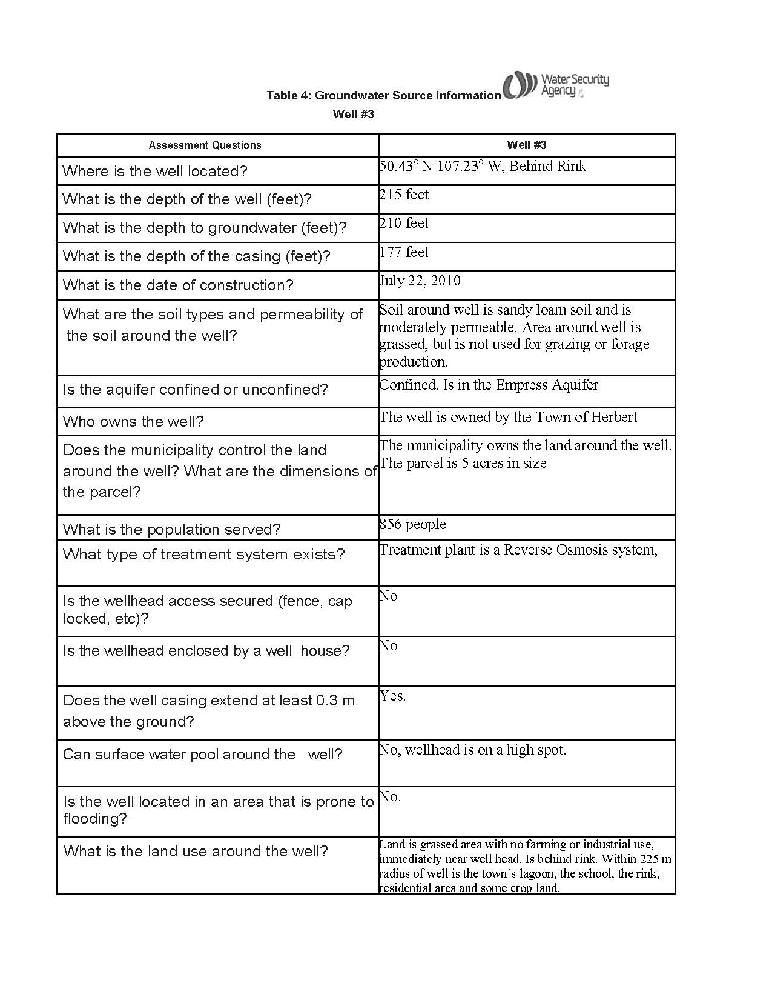 Water Security
Agency
Table 4: Groundwater Source Information
Well #3
Assessment Questions
Well #3
Where is the well located?
50.43° N 107.23° W, Behind Rink
What is the depth of the well (feet)?
215 feet
What is the depth to groundwater (feet)?
210 feet
What is the depth of the casing (feet)?
177 feet
What is the date of construction?
July 22, 2010
What are the soil types and permeability of
the soil around the well?
Soil around well is sandy loam soil and is
moderately permeable. Area around well is
grassed, but is not used for grazing or forage
production.
Is the aquifer confined or unconfined?
Confined. Is in the Empress Aquifer
Who owns the well?
The well is owned by the Town of Herbert
Does the municipality control the land
around the well? What are the dimensions of
the parcel?
The municipality owns the land around the well.
The parcel is 5 acres in size
What is the population served?
856 people
What type of treatment system exists?
Treatment plant is a Reverse Osmosis system,
Is the wellhead access secured (fence, cap
locked, etc)?
No
Is the wellhead enclosed by a well house?
No
Does the well casing extend at least 0.3 m
above the ground?
Yes.
Can surface water pool around the well?
No, wellhead is on a high spot.
Is the well located in an area that is prone to
flooding?
No.
What is the land use around the well?
Land is grassed area with no farming or industrial use,
immediately near well head. Is behind rink. Within 225 m
radius of well is the town's lagoon, the school, the rink,
residential area and some crop land.